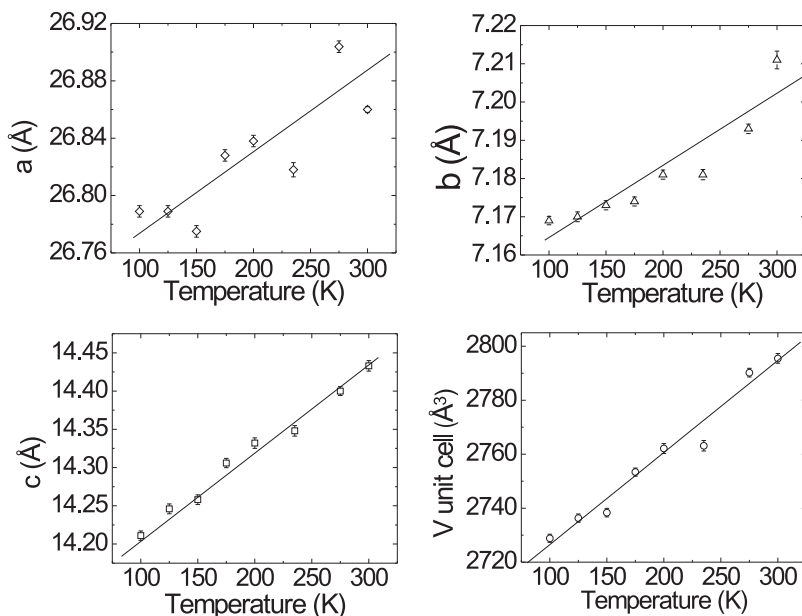 26.92
26.88
26.84
26.80
26.76
a (Å)
100 150 200 250 300
Temperature (K)
7.22
7.21
7.20
7.19
7.18
7.17
7.16
b (Å)
100 150 200 250 300
Temperature (K)
14.45
14.40
14.35
14.30
14.25
14.20
c (Å)
100 150 200 250 300
Temperature (K)
2800
2780
2760
2740
2720
V unit cell (Å³)
100 150 200 250 300
Temperature (K)